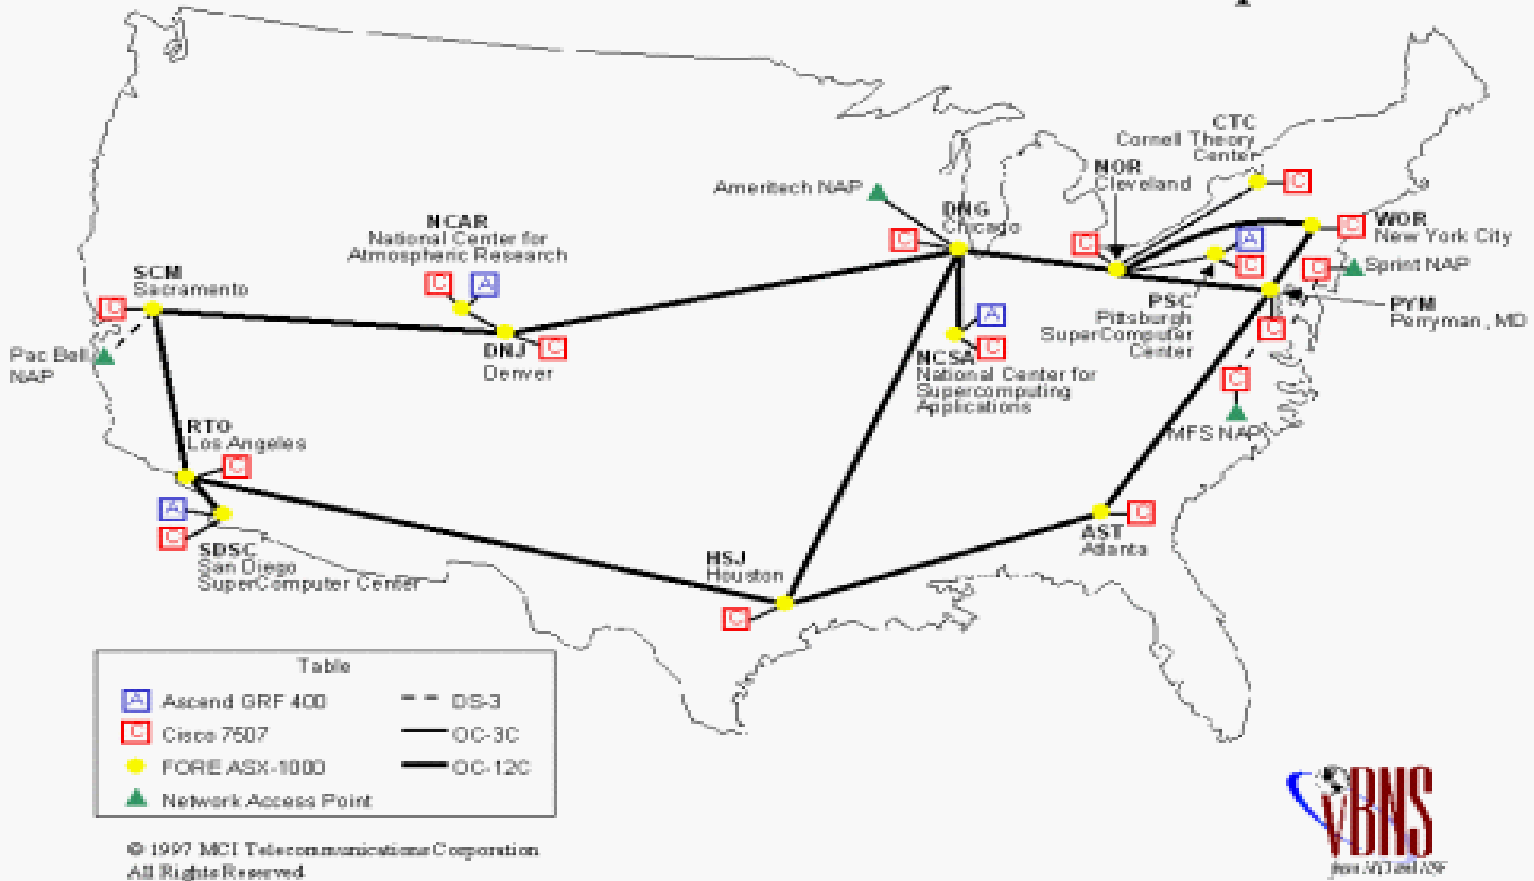 CTC
Cornell Theory
Center
NOR
Cleveland
Ameritech NAP
DNG
Chicago
WOR
New York City
Sprint NAP
NCAR
National Center for
Atmospheric Research
SCM
Sacramento
Pac Bell
NAP
DNJ
Denver
PSC
Pittsburgh
SuperComputer
Center
PYM
Perryman, MD
NCSA
National Center for
Supercomputing
Applications
MFS NAP
RTO
Los Angeles
SDSC
San Diego
SuperComputer Center
HSJ
Houston
AST
Atlanta
C
C
A
C
C
C
C
A
C
C
C
A
C
C
C
C
A
C
C
C
Table
A Ascend GRF 400
C Cisco 7507
FORE ASX-1000
Network Access Point
DS-3
OC-3C
OC-12C
© 1997 MCI Telecommunications Corporation
All Rights Reserved
vBNS